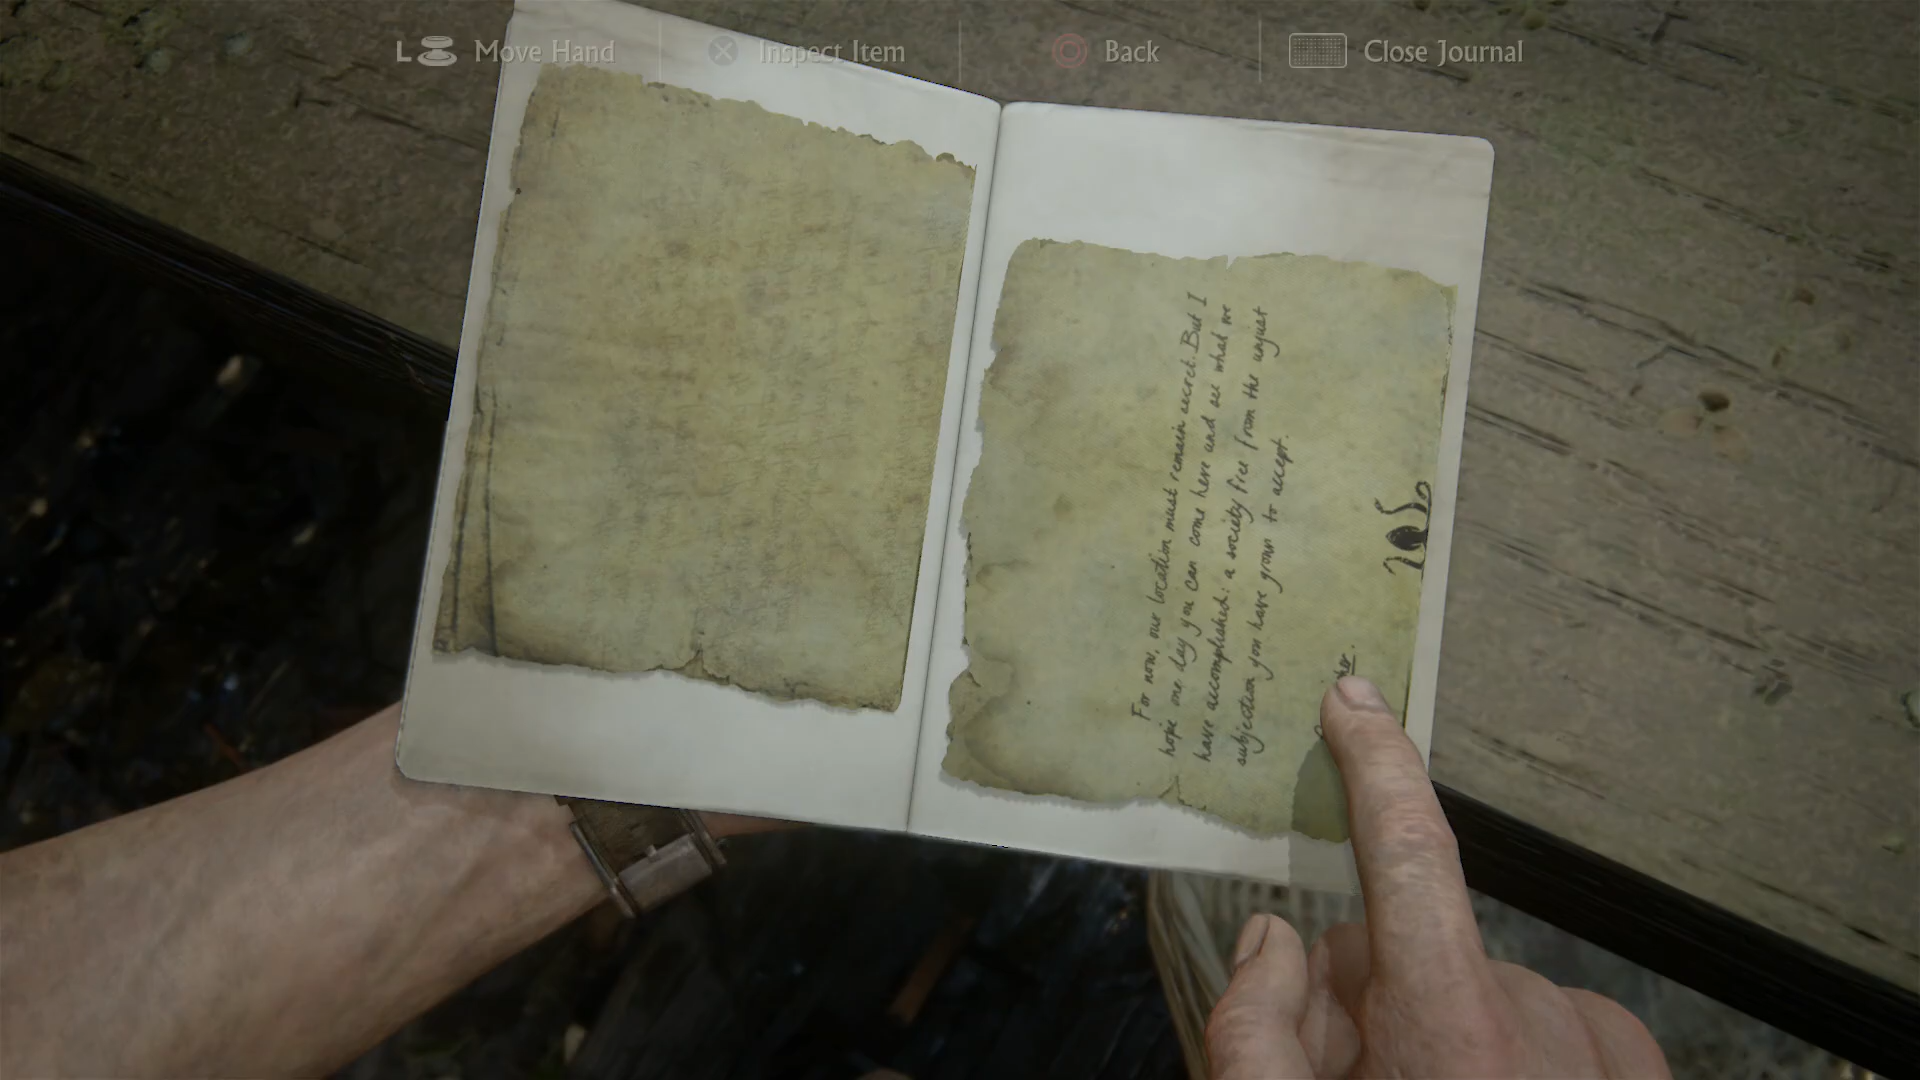 L Move Hand
Inspect Item
Back
Close Journal
For now, our location must remain secret. But I
hope one day you can come here and see what we
have accomplished: a society free from the unjust
subjection you have grown to accept.